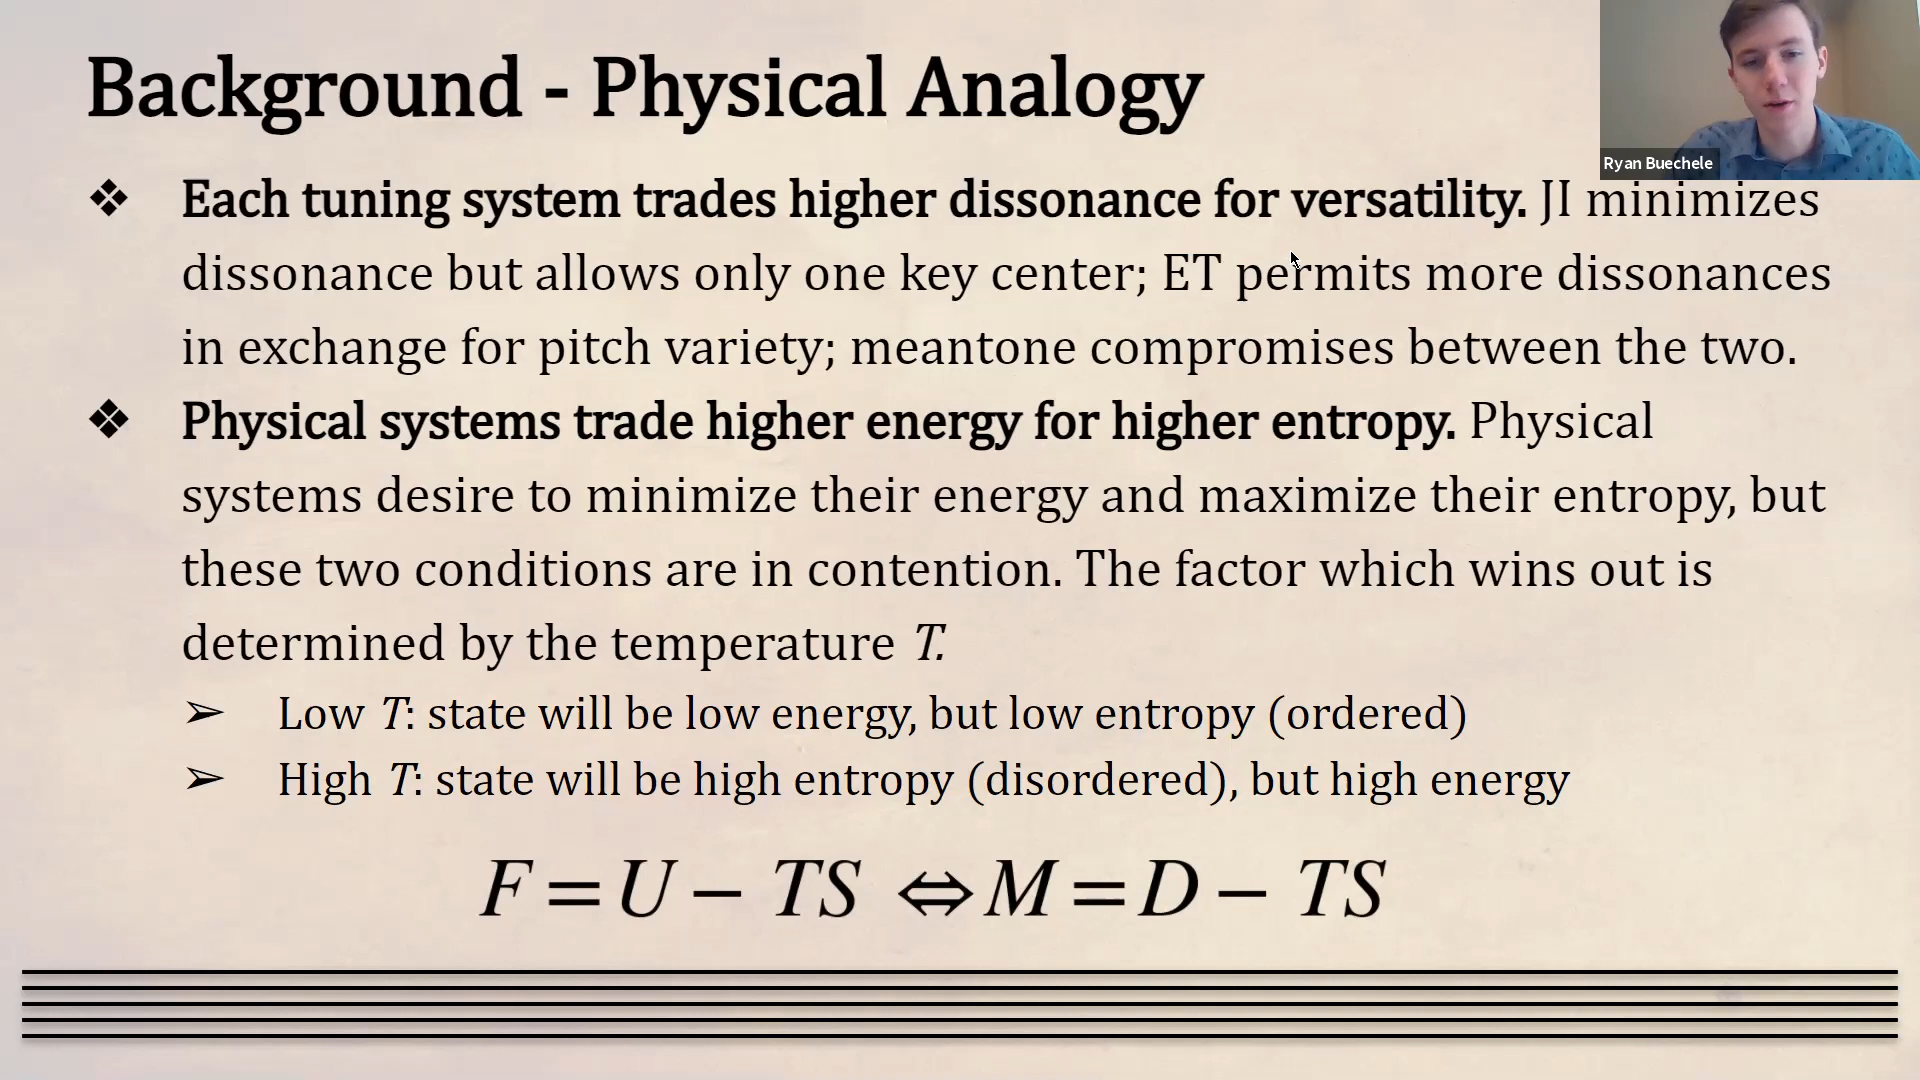 Background - Physical Analogy
Ryan Buechele
❖ Each tuning system trades higher dissonance for versatility. JI minimizes
dissonance but allows only one key center; ET permits more dissonances
in exchange for pitch variety; meantone compromises between the two.
❖ Physical systems trade higher energy for higher entropy. Physical
systems desire to minimize their energy and maximize their entropy, but
these two conditions are in contention. The factor which wins out is
determined by the temperature T.
➢ Low T: state will be low energy, but low entropy (ordered)
➢ High T: state will be high entropy (disordered), but high energy
F = U − TS ⇔ M = D − TS